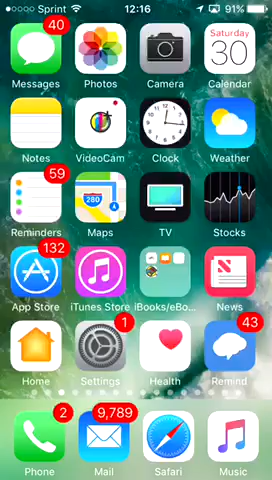 Sprint 12:16 91%
40
Messages Photos Camera Saturday 30 Calendar
Notes VideoCam Clock Weather
59 280
Reminders Maps TV Stocks
132
App Store iTunes Store iBooks/eBo... News
1 43
Home Settings Health Remind
2 9,789
Phone Mail Safari Music